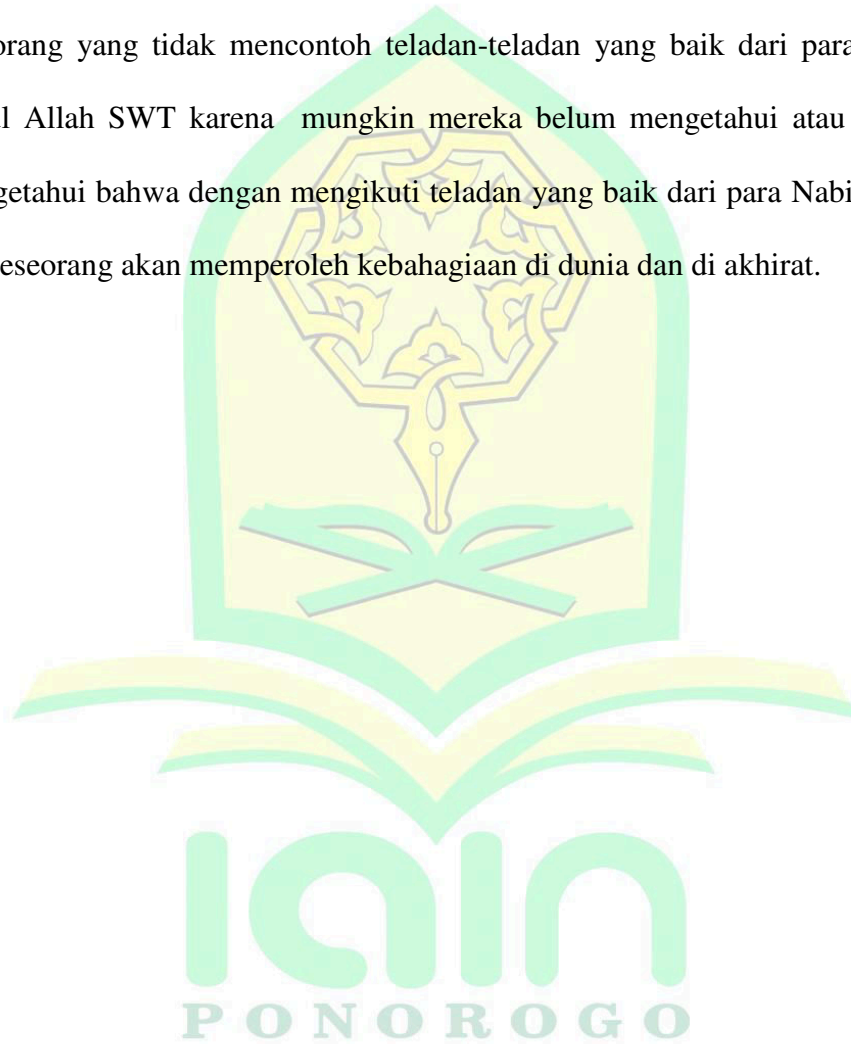 orang yang tidak mencontoh teladan-teladan yang baik dari para
l Allah SWT karena mungkin mereka belum mengetahui atau
getahui bahwa dengan mengikuti teladan yang baik dari para Nabi
eseorang akan memperoleh kebahagiaan di dunia dan di akhirat.
iain
PONOROGO